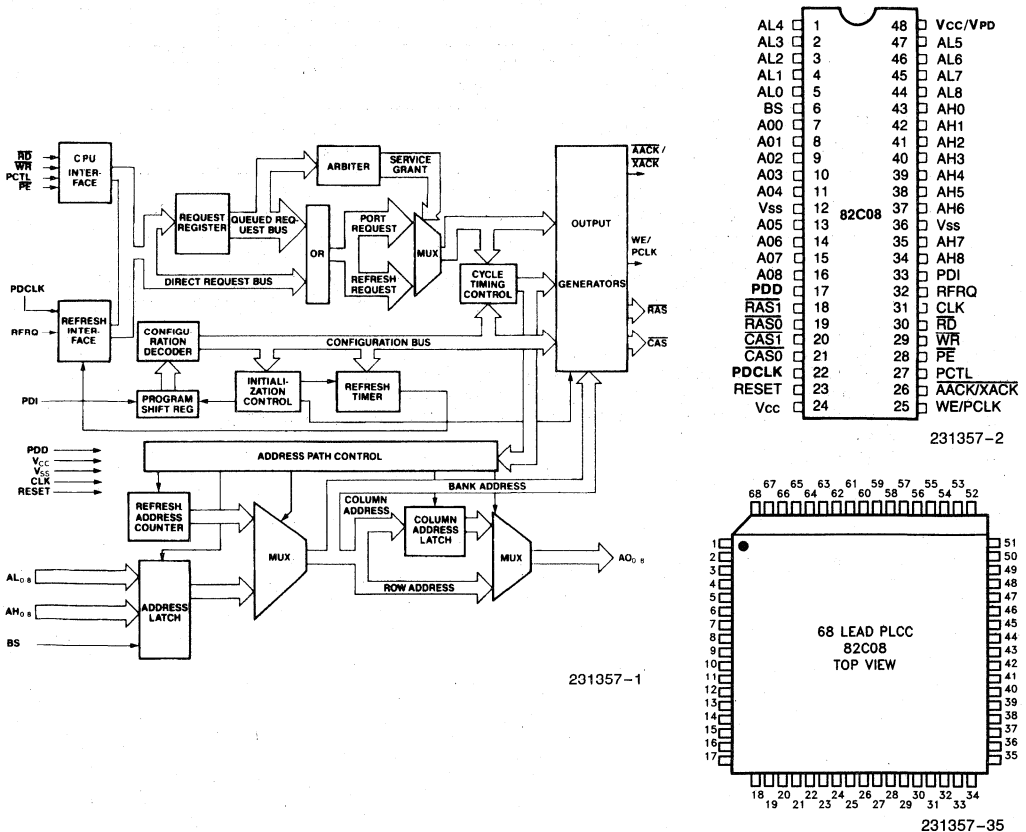 RD
WR
PCTL
PE
CPU
INTER-
FACE
REQUEST
REGISTER
QUEUED REQ-
UEST BUS
DIRECT REQUEST BUS
ARBITER
SERVICE
GRANT
OR
PORT
REQUEST
REFRESH
REQUEST
MUX
CYCLE
TIMING
CONTROL
OUTPUT
GENERATORS
AACK/
XACK
WE/
PCLK
RAS
CAS
PDCLK
RFRQ
REFRESH
INTER-
FACE
CONFIGU-
RATION
DECODER
CONFIGURATION BUS
PDI
PROGRAM
SHIFT REG
INITIALI-
ZATION
CONTROL
REFRESH
TIMER
PDD
VCC
VSS
CLK
RESET
ADDRESS PATH CONTROL
BANK ADDRESS
REFRESH
ADDRESS
COUNTER
MUX
COLUMN
ADDRESS
COLUMN
ADDRESS
LATCH
ROW ADDRESS
MUX
AO0-8
AL0-8
AH0-8
BS
ADDRESS
LATCH
231357-1
AL4 1 48 VCC/VPD
AL3 2 47 AL5
AL2 3 46 AL6
AL1 4 45 AL7
AL0 5 44 AL8
BS 6 43 AH0
A00 7 42 AH1
A01 8 41 AH2
A02 9 40 AH3
A03 10 39 AH4
A04 11 38 AH5
Vss 12 37 AH6
82C08
A05 13 36 Vss
A06 14 35 AH7
A07 15 34 AH8
A08 16 33 PDI
PDD 17 32 RFRQ
RAS1 18 31 CLK
RAS0 19 30 RD
CAS1 20 29 WR
CAS0 21 28 PE
PDCLK 22 27 PCTL
RESET 23 26 AACK/XACK
Vcc 24 25 WE/PCLK
231357-2
67 65 63 61 59 57 55 53
68 66 64 62 60 58 56 54 52
1 51
2 50
3 49
4 48
5 47
6 46
7 45
8 44
9 43
10 42
11 41
12 40
13 39
14 38
15 37
16 36
17 35
68 LEAD PLCC
82C08
TOP VIEW
18 20 22 24 26 28 30 32 34
19 21 23 25 27 29 31 33
231357-35